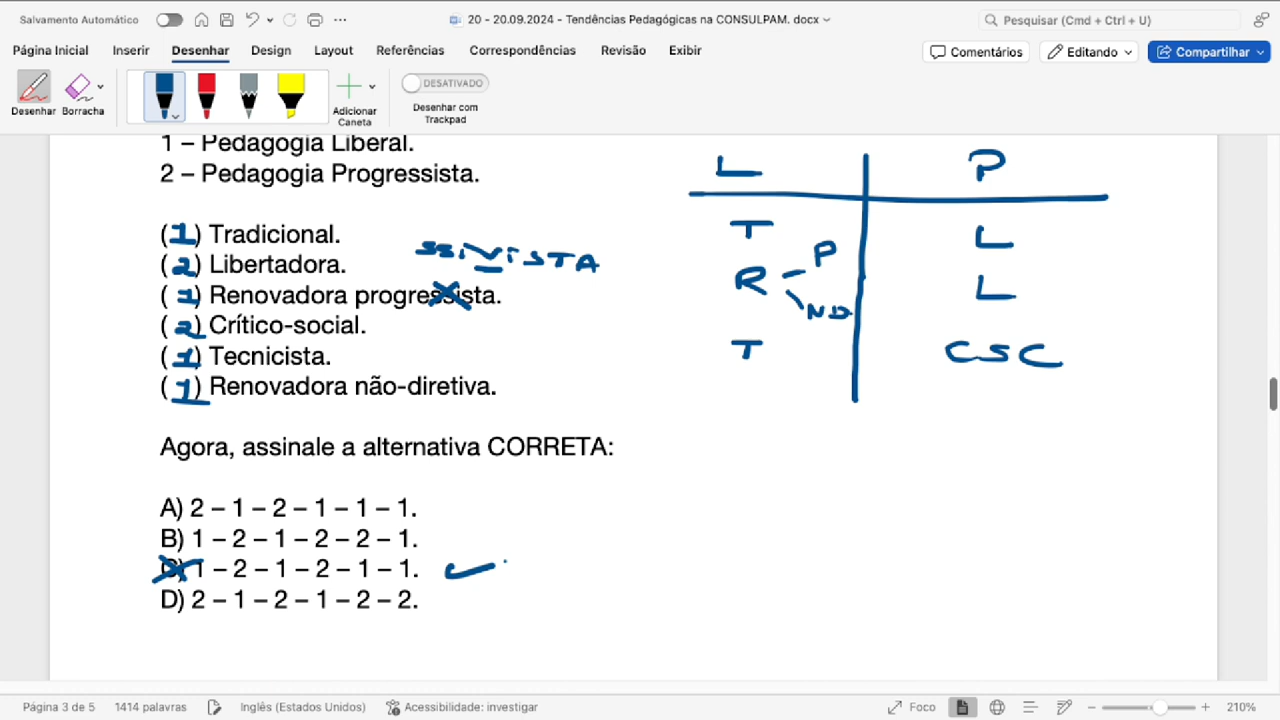 Salvamento Automático
20 - 20.09.2024 - Tendências Pedagógicas na CONSULPAM.docx
Pesquisar (Cmd + Ctrl + U)
Página Inicial Inserir Desenhar Design Layout Referências Correspondências Revisão Exibir Comentários Editando Compartilhar
DESATIVADO
Desenhar Borracha Adicionar Caneta Desenhar com Trackpad
1 – Pedagogia Liberal.
2 – Pedagogia Progressista.
L P
(1) Tradicional. T L
(2) Libertadora. SSIVISTA
(1) Renovadora progressista. R P ND L
(2) Crítico-social.
(1) Tecnicista. T CSC
(1) Renovadora não-diretiva.
Agora, assinale a alternativa CORRETA:
A) 2 – 1 – 2 – 1 – 1 – 1.
B) 1 – 2 – 1 – 2 – 2 – 1.
C) 1 – 2 – 1 – 2 – 1 – 1.
D) 2 – 1 – 2 – 1 – 2 – 2.
Página 3 de 5 1414 palavras Inglês (Estados Unidos) Acessibilidade: investigar Foco 210%